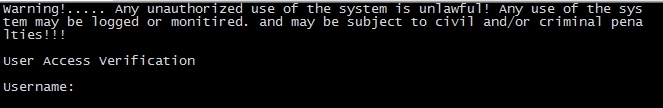 Warning!..... Any unauthorized use of the system is unlawful! Any use of the sys
tem may be logged or monitired. and may be subject to civil and/or criminal pena
lties!!!
User Access Verification
Username: